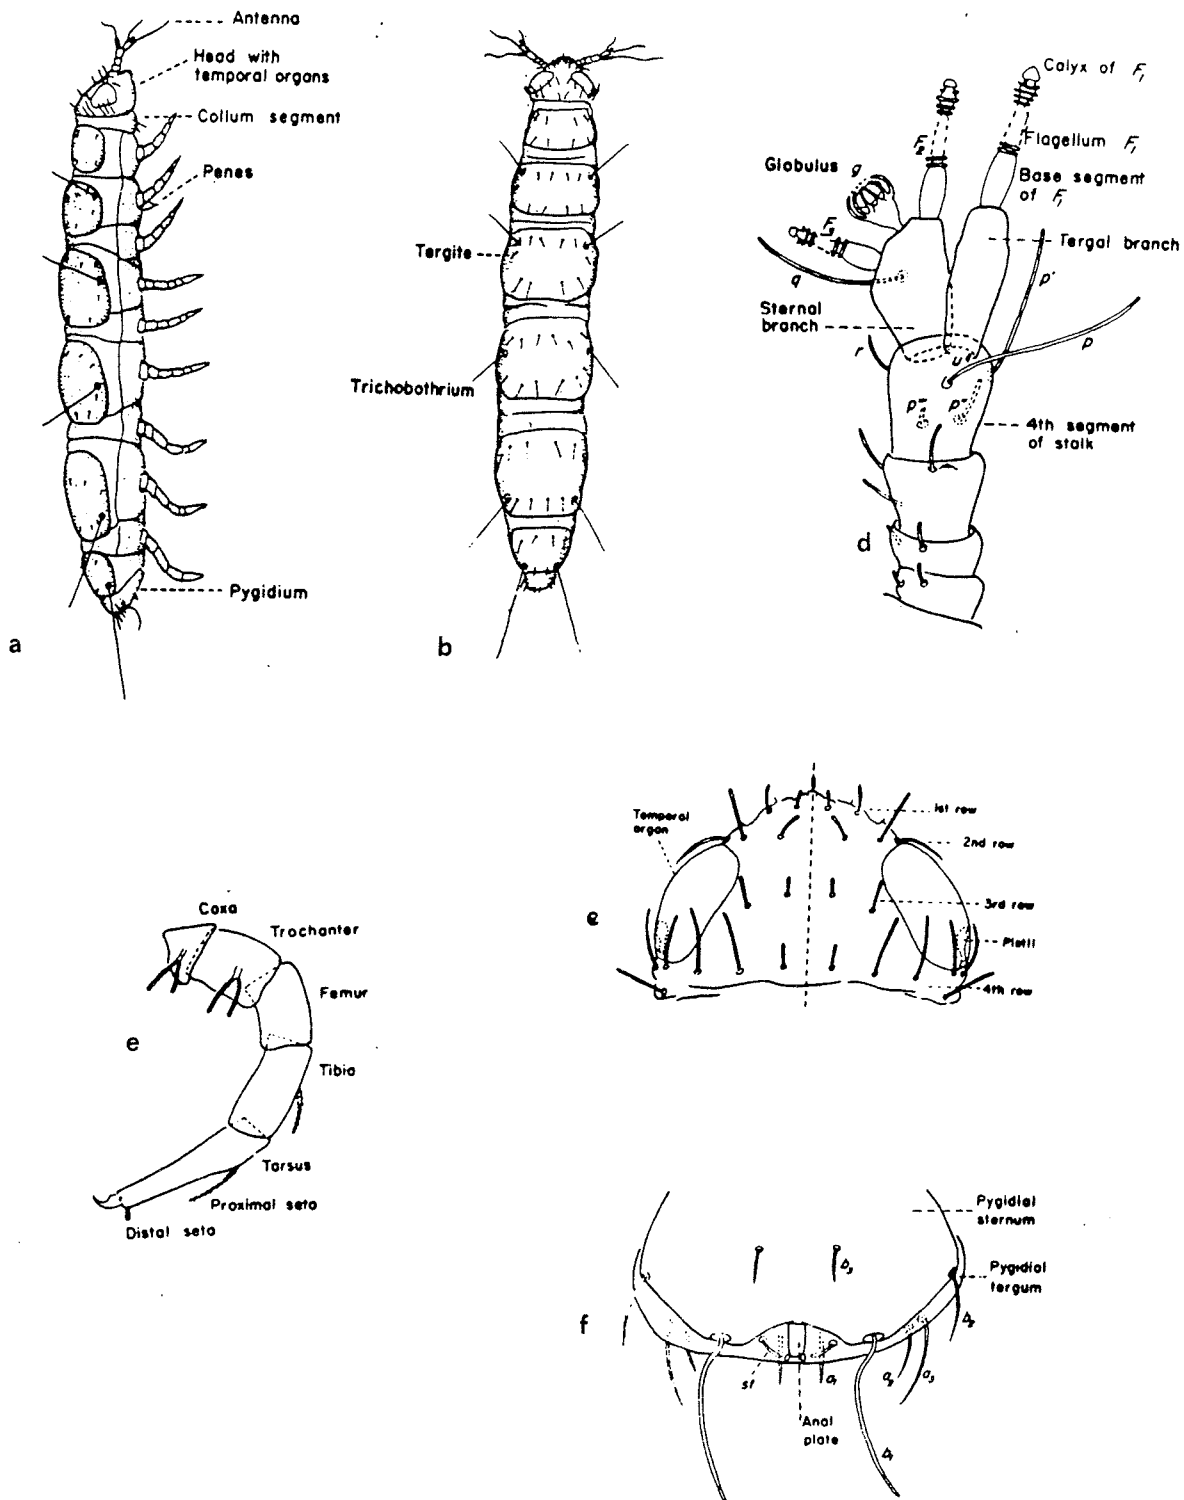 Antenna
Head with
temporal organs
Collum segment
Penes
Pygidium
a
Tergite
Trichobothrium
b
Calyx of F₁
Flagellum F₁
F₂
Globulus g
Base segment
of F₁
F₃
Tergal branch
q
p'
Sternal
branch
r
u
p
p'''
p''
4th segment
of stalk
d
Temporal
organ
1st row
2nd row
3rd row
Pistil
4th row
e
Coxa
Trochanter
Femur
Tibia
Tarsus
Proximal seta
Distal seta
e
Pygidial
sternum
s₃
Pygidial
tergum
s₂
f
st
a₁
a₂
a₃
Anal
plate
s₁